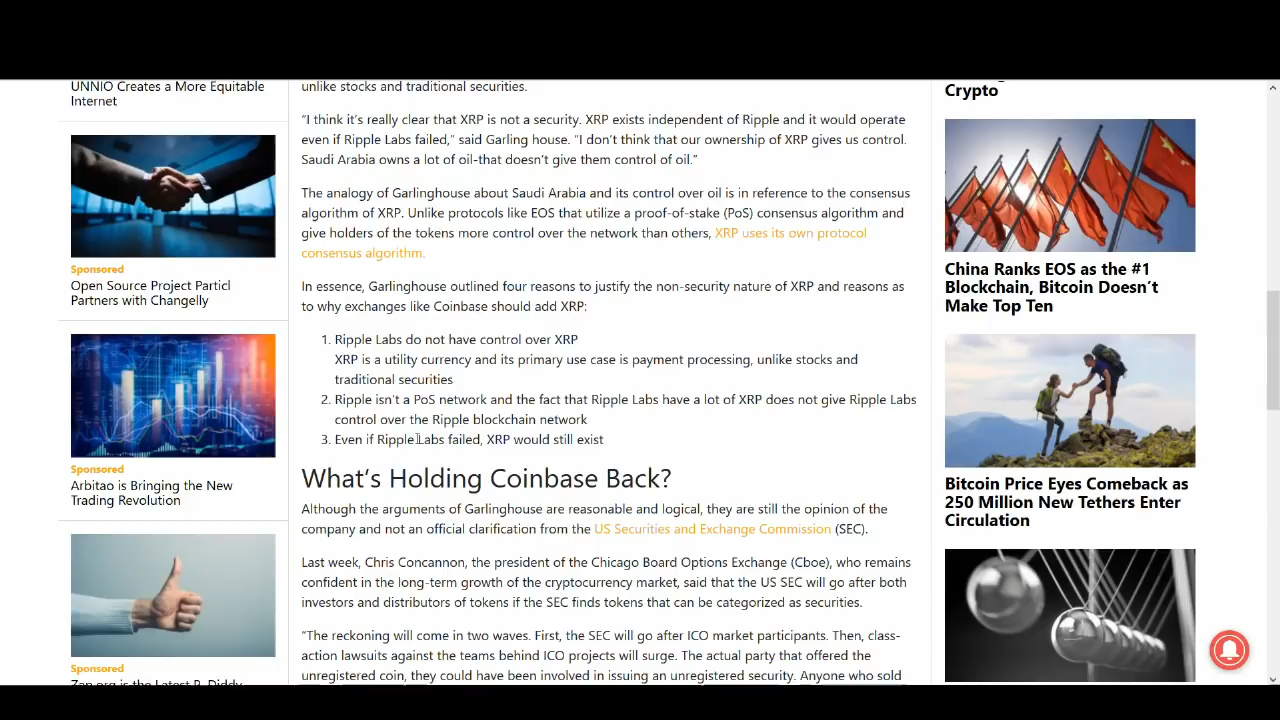 UNNIO Creates a More Equitable
Internet
Sponsored
Open Source Project Particl
Partners with Changelly
Sponsored
Arbitao is Bringing the New
Trading Revolution
Sponsored
unlike stocks and traditional securities.
“I think it’s really clear that XRP is not a security. XRP exists independent of Ripple and it would operate
even if Ripple Labs failed,” said Garling house. “I don’t think that our ownership of XRP gives us control.
Saudi Arabia owns a lot of oil-that doesn’t give them control of oil.”
The analogy of Garlinghouse about Saudi Arabia and its control over oil is in reference to the consensus
algorithm of XRP. Unlike protocols like EOS that utilize a proof-of-stake (PoS) consensus algorithm and
give holders of the tokens more control over the network than others, XRP uses its own protocol
consensus algorithm.
In essence, Garlinghouse outlined four reasons to justify the non-security nature of XRP and reasons as
to why exchanges like Coinbase should add XRP:
1. Ripple Labs do not have control over XRP
XRP is a utility currency and its primary use case is payment processing, unlike stocks and
traditional securities
2. Ripple isn’t a PoS network and the fact that Ripple Labs have a lot of XRP does not give Ripple Labs
control over the Ripple blockchain network
3. Even if Ripple Labs failed, XRP would still exist
What’s Holding Coinbase Back?
Although the arguments of Garlinghouse are reasonable and logical, they are still the opinion of the
company and not an official clarification from the US Securities and Exchange Commission (SEC).
Last week, Chris Concannon, the president of the Chicago Board Options Exchange (Cboe), who remains
confident in the long-term growth of the cryptocurrency market, said that the US SEC will go after both
investors and distributors of tokens if the SEC finds tokens that can be categorized as securities.
“The reckoning will come in two waves. First, the SEC will go after ICO market participants. Then, class-
action lawsuits against the teams behind ICO projects will surge. The actual party that offered the
unregistered coin, they could have been involved in issuing an unregistered security. Anyone who sold
Crypto
China Ranks EOS as the #1
Blockchain, Bitcoin Doesn’t
Make Top Ten
Bitcoin Price Eyes Comeback as
250 Million New Tethers Enter
Circulation